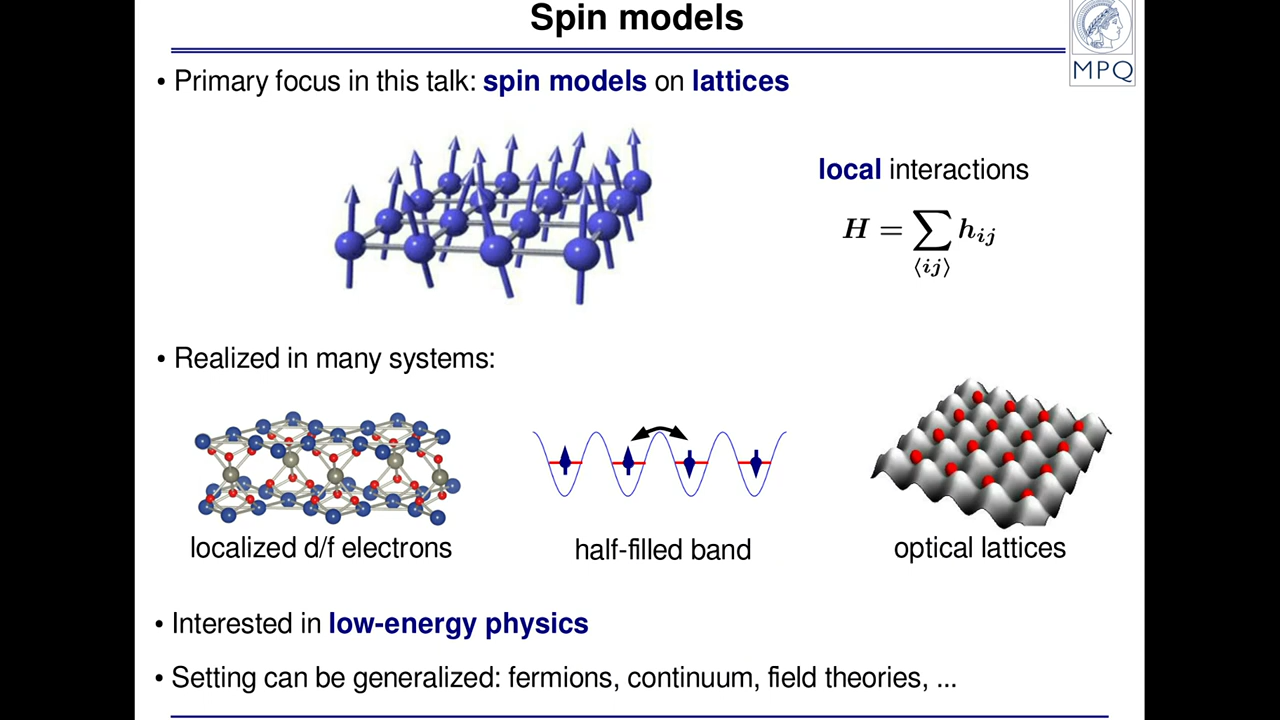 Spin models
MPQ
• Primary focus in this talk: spin models on lattices
local interactions
H = ∑ h_{ij}
⟨ij⟩
• Realized in many systems:
localized d/f electrons
half-filled band
optical lattices
• Interested in low-energy physics
• Setting can be generalized: fermions, continuum, field theories, ...